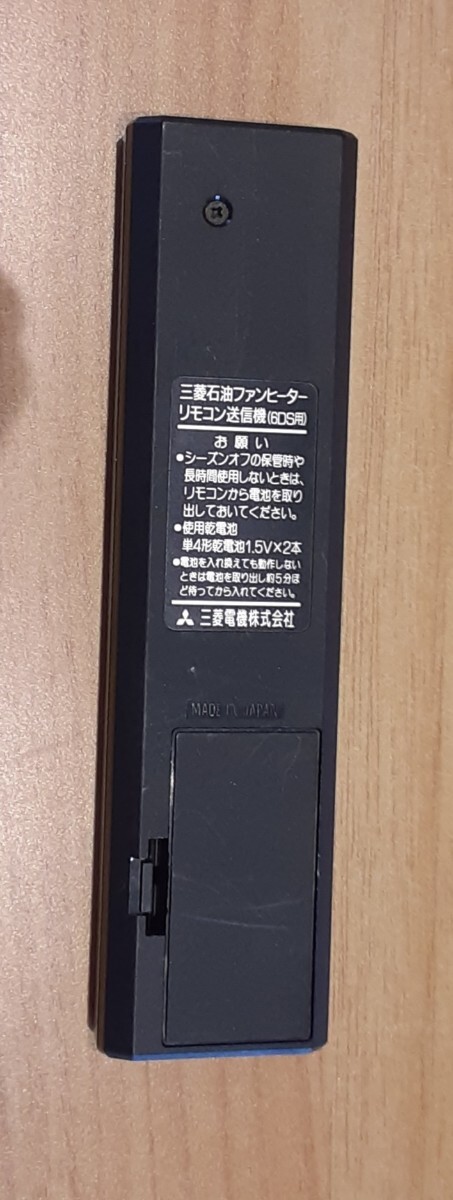 三菱石油ファンヒーター
リモコン送信機(6DS用)
お願い
●シーズンオフの保管時や
長時間使用しないときは、
リモコンから電池を取り
出しておいてください。
●使用乾電池
単4形乾電池1.5V×2本
●電池を入れ換えても動作しない
ときは電池を取り出し約5分ほ
ど待ってから入れてください。
三菱電機株式会社
MADE IN JAPAN